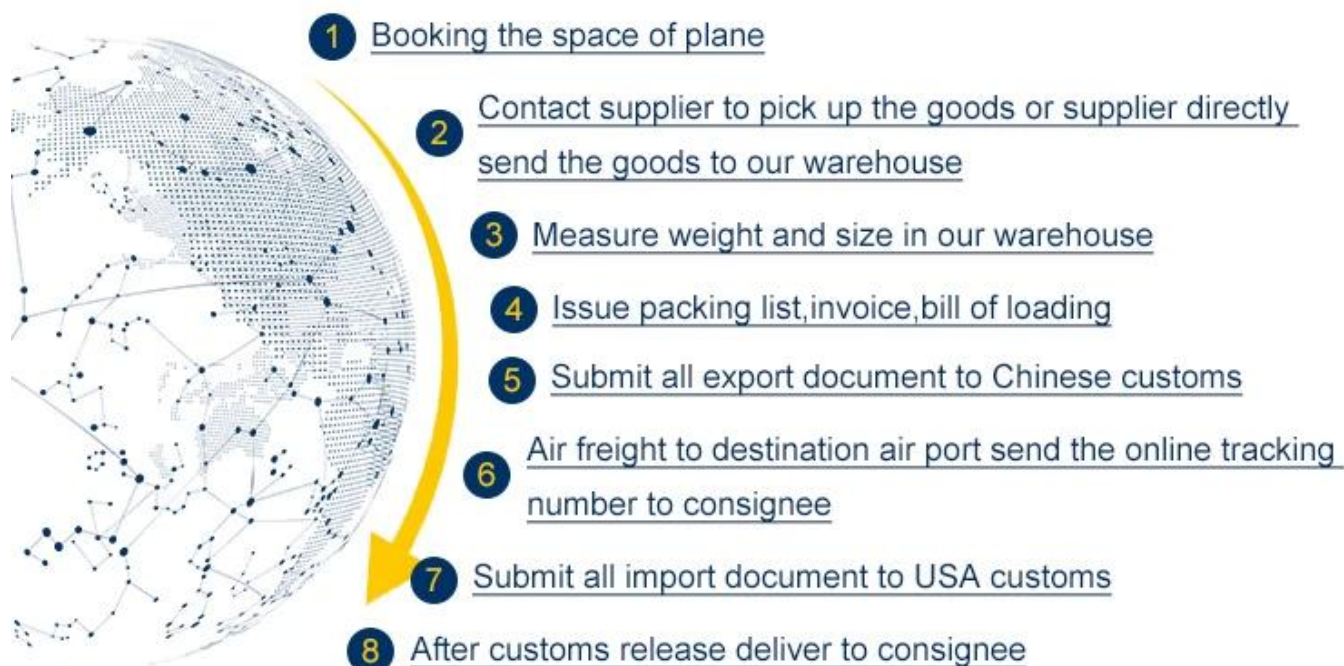 1 Booking the space of plane
2 Contact supplier to pick up the goods or supplier directly
send the goods to our warehouse
3 Measure weight and size in our warehouse
4 Issue packing list,invoice,bill of loading
5 Submit all export document to Chinese customs
6 Air freight to destination air port send the online tracking
number to consignee
7 Submit all import document to USA customs
8 After customs release deliver to consignee